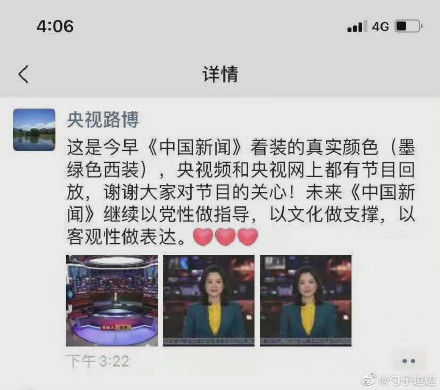 4:06
4G
详情
央视路博
这是今早《中国新闻》着装的真实颜色（墨
绿色西装），央视频和央视网上都有节目回
放，谢谢大家对节目的关心！未来《中国新
闻》继续以党性做指导，以文化做支撑，以
客观性做表达。❤❤❤
下午3:22
@句子边边